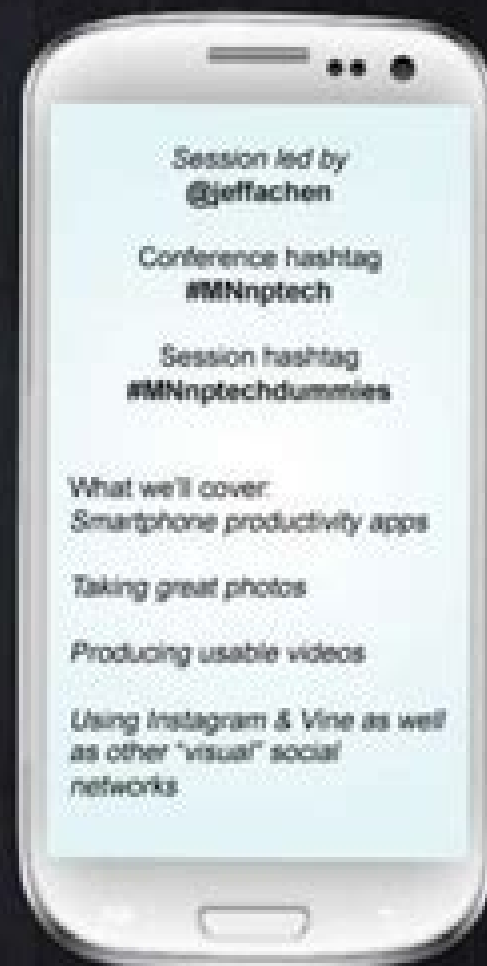 Session led by
@jeffachen
Conference hashtag
#MNnptech
Session hashtag
#MNnptechdummies
What we'll cover:
Smartphone productivity apps
Taking great photos
Producing usable videos
Using Instagram & Vine as well
as other "visual" social
networks